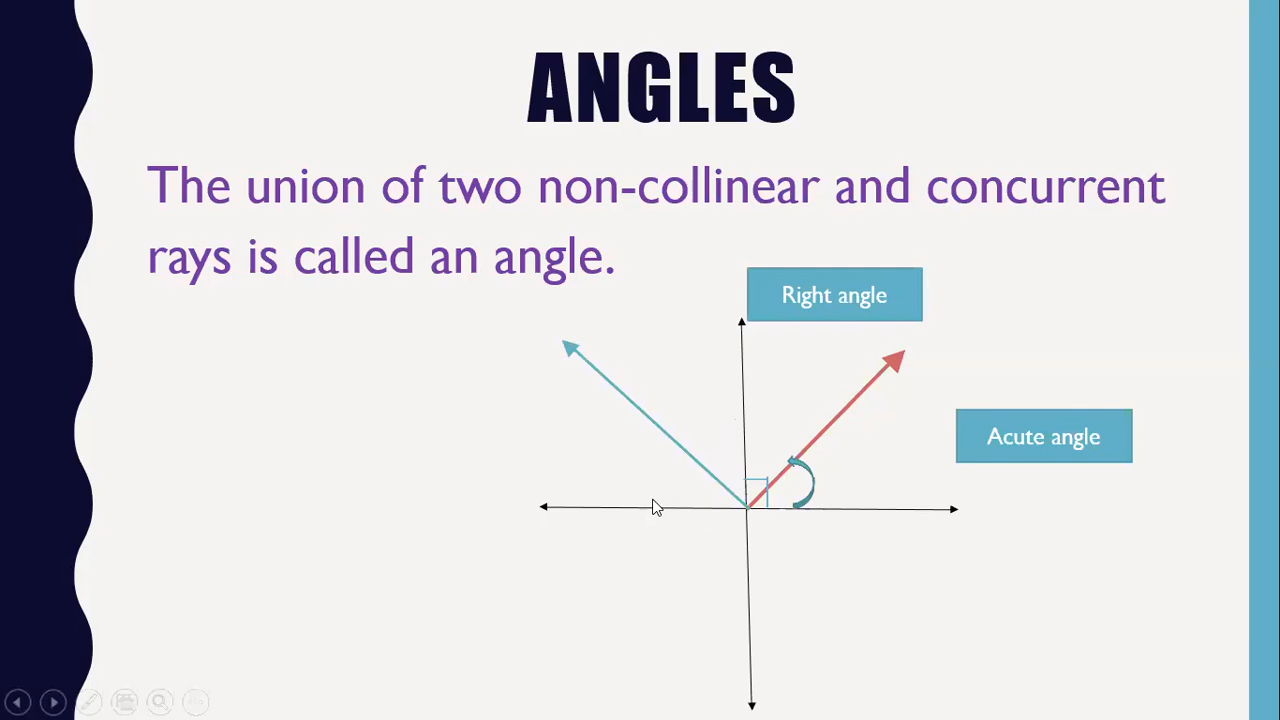 ANGLES
The union of two non-collinear and concurrent
rays is called an angle.
Right angle
Acute angle